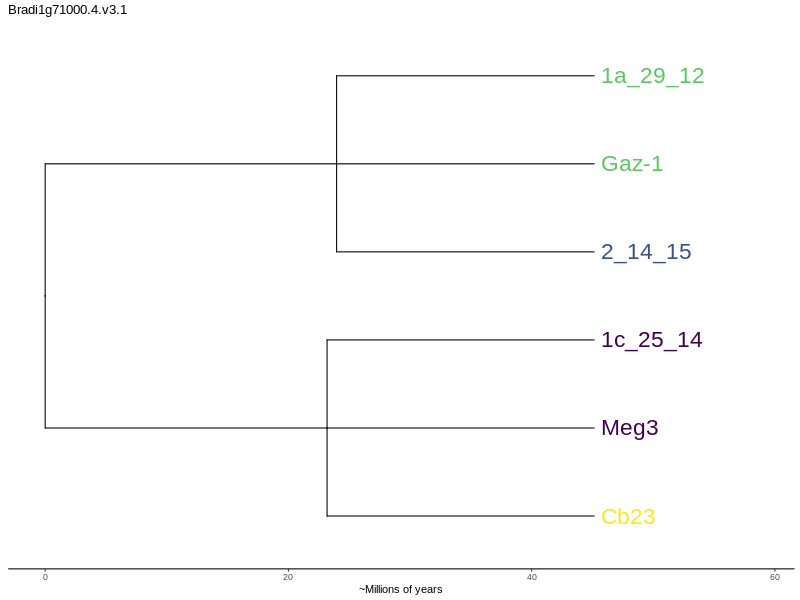 Bradi1g71000.4.v3.1
1a_29_12
Gaz-1
2_14_15
1c_25_14
Meg3
Cb23
0 20 40 60
~Millions of years